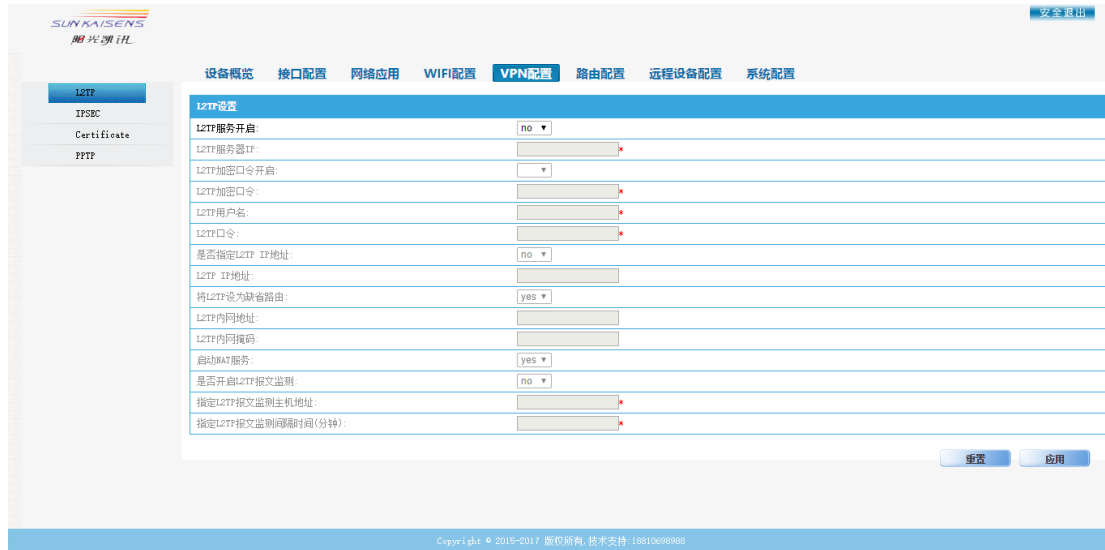 SUNKAISENS
阳光凯讯
安全退出
设备概览 接口配置 网络应用 WIFI配置 VPN配置 路由配置 远程设备配置 系统配置
L2TP
IPSEC
Certificate
PPTP
L2TP设置
L2TP服务开启: no
L2TP服务器IP: *
L2TP加密口令开启:
L2TP加密口令: *
L2TP用户名: *
L2TP口令: *
是否指定L2TP IP地址: no
L2TP IP地址:
将L2TP设为缺省路由: yes
L2TP内网地址:
L2TP内网掩码:
启动NAT服务: yes
是否开启L2TP报文监测: no
指定L2TP报文监测主机地址: *
指定L2TP报文监测间隔时间(分钟): *
重置 应用
Copyright © 2015-2017 版权所有,技术支持:18810698988